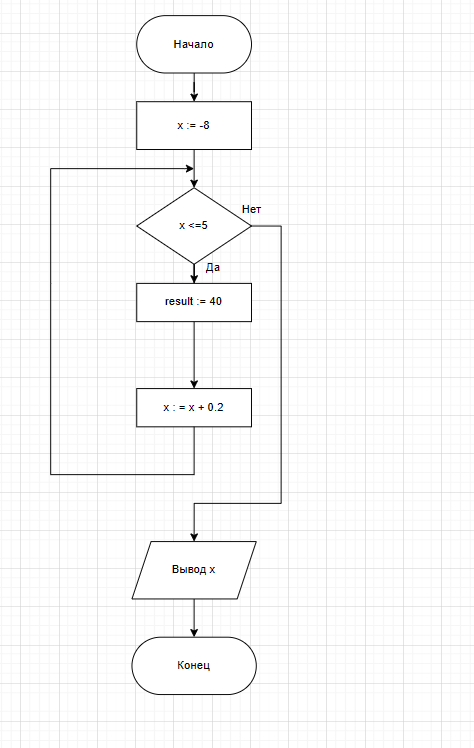 Начало
x := -8
x <=5
Нет
Да
result := 40
x : = x + 0.2
Вывод x
Конец